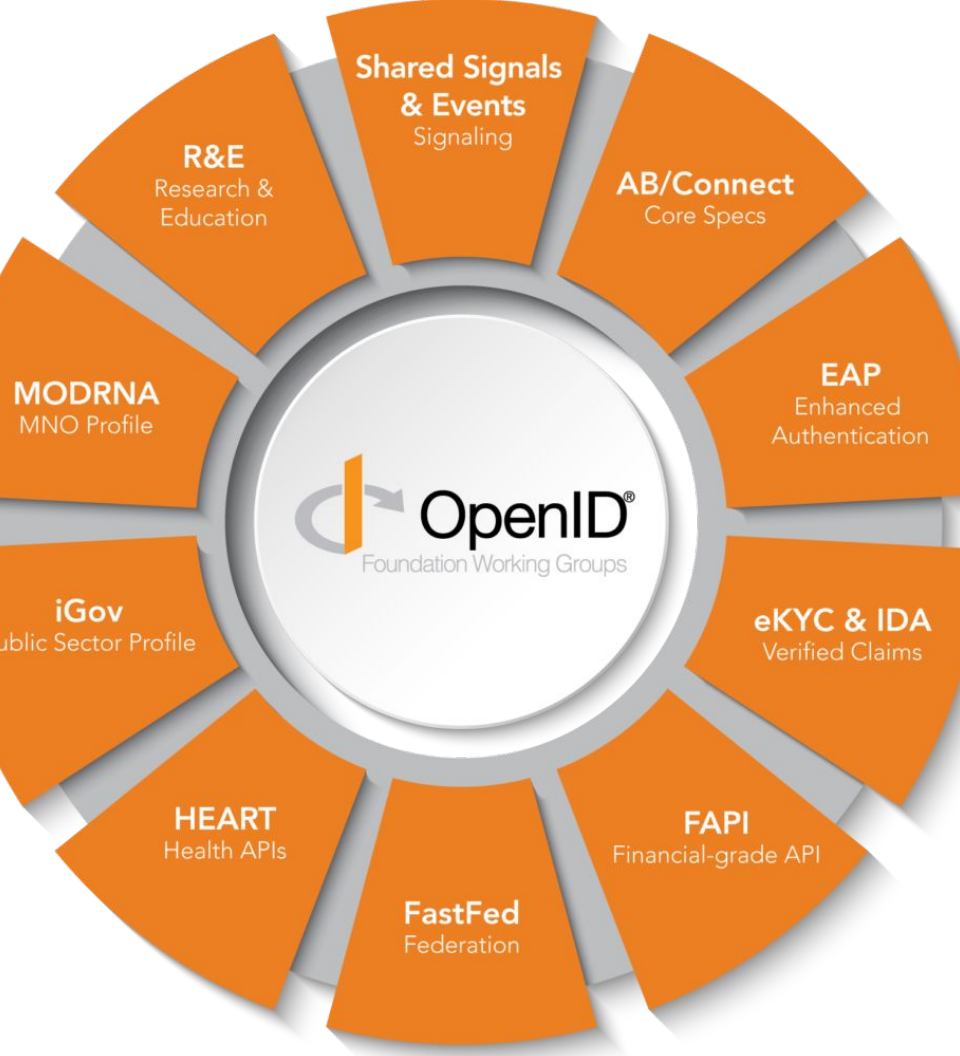 Shared Signals
& Events
Signaling
AB/Connect
Core Specs
EAP
Enhanced
Authentication
eKYC & IDA
Verified Claims
FAPI
Financial-grade API
FastFed
Federation
HEART
Health APIs
iGov
ublic Sector Profile
MODRNA
MNO Profile
R&E
Research &
Education
OpenID®
Foundation Working Groups